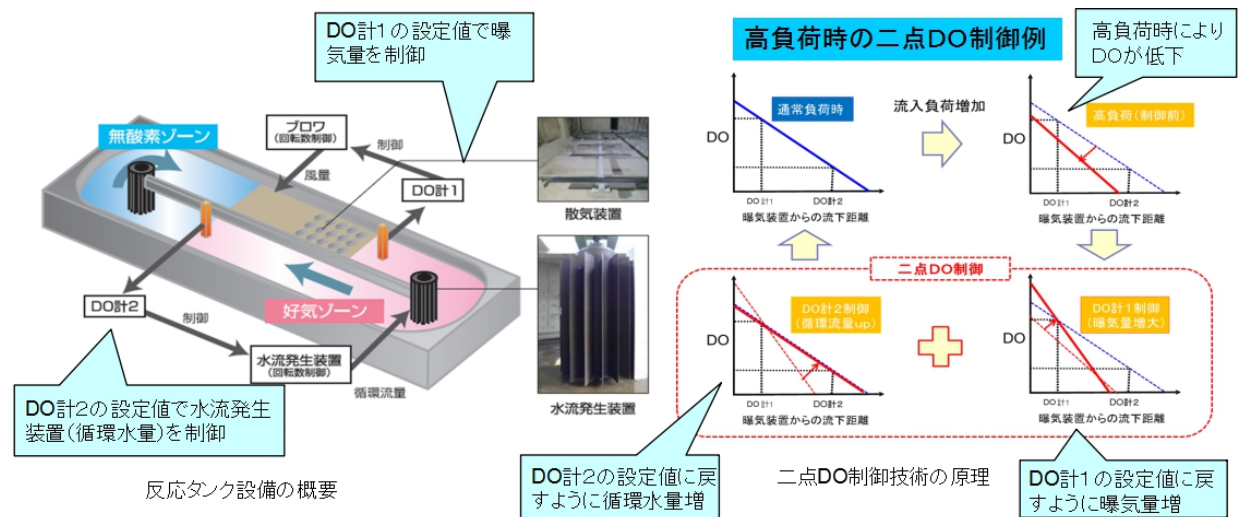 DO計1の設定値で曝
気量を制御
無酸素ゾーン
ブロワ
(回転数制御)
制御
風量
DO計1
散気装置
好気ゾーン
DO計2
制御
水流発生装置
(回転数制御)
循環流量
水流発生装置
DO計2の設定値で水流発生
装置(循環水量)を制御
反応タンク設備の概要
高負荷時の二点DO制御例
高負荷時により
DOが低下
通常負荷時
DO
DO計1
DO計2
曝気装置からの流下距離
流入負荷増加
高負荷(制御前)
DO
DO計1
DO計2
曝気装置からの流下距離
二点DO制御
DO計2制御
(循環流量up)
DO
DO計1
DO計2
曝気装置からの流下距離
DO計1制御
(曝気量増大)
DO
DO計1
DO計2
曝気装置からの流下距離
DO計2の設定値に戻
すように循環水量増
二点DO制御技術の原理
DO計1の設定値に戻
すように曝気量増